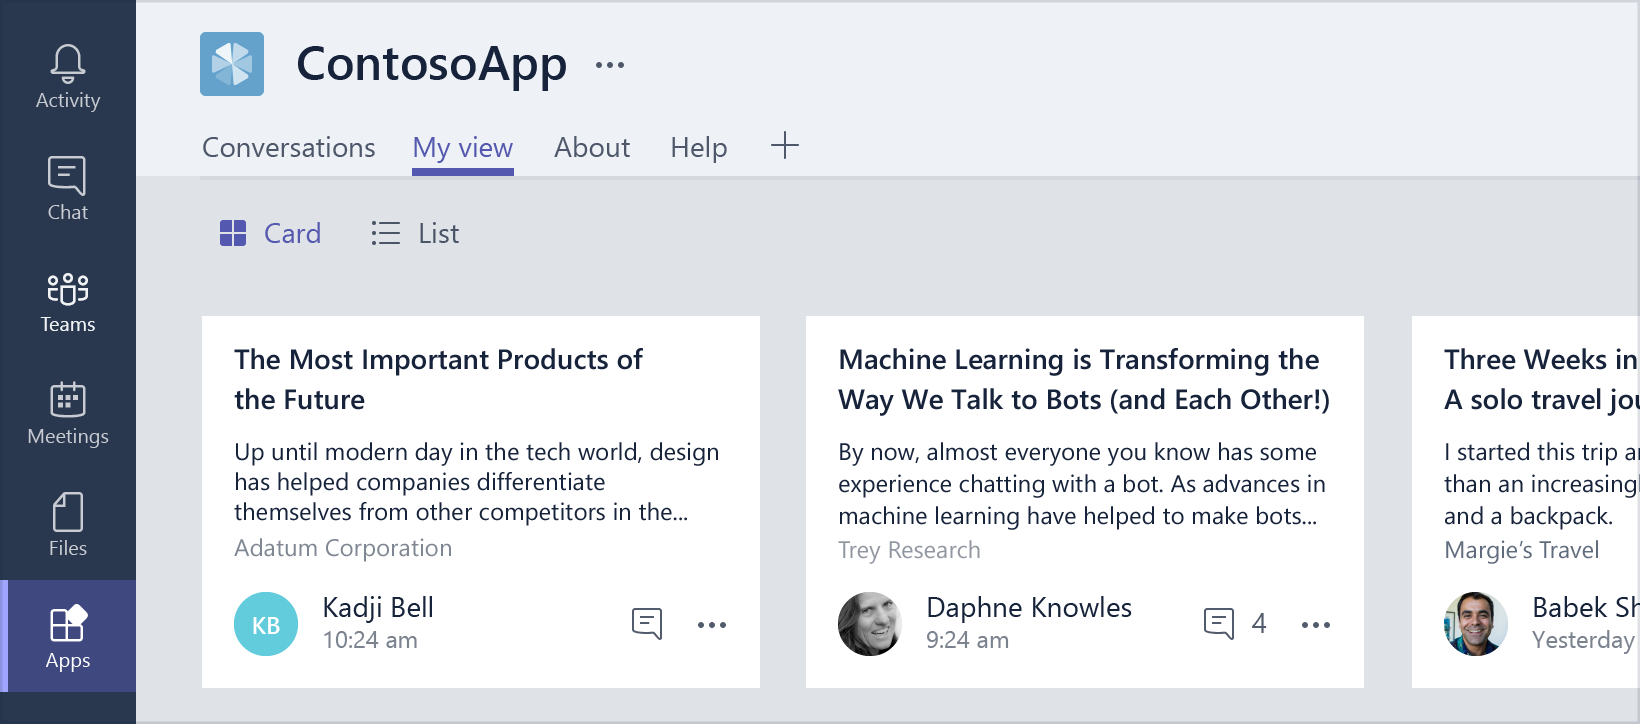 Activity
Chat
Teams
Meetings
Files
Apps
ContosoApp
Conversations My view About Help
Card List
The Most Important Products of
the Future
Up until modern day in the tech world, design
has helped companies differentiate
themselves from other competitors in the...
Adatum Corporation
KB
Kadji Bell
10:24 am
Machine Learning is Transforming the
Way We Talk to Bots (and Each Other!)
By now, almost everyone you know has some
experience chatting with a bot. As advances in
machine learning have helped to make bots...
Trey Research
Daphne Knowles
9:24 am
4
Three Weeks in
A solo travel
I started this trip
than an
and a backpack.
Margie’s Travel
Babek
Yesterday